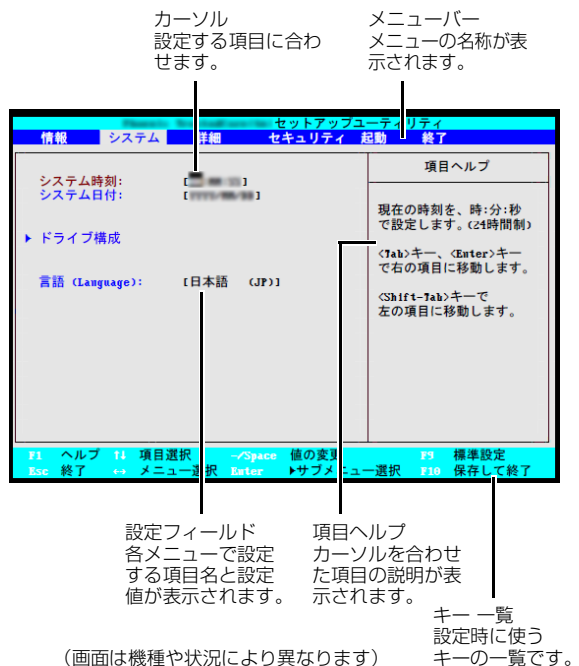 カーソル
設定する項目に合わ
せます。
メニューバー
メニューの名称が表
示されます。
セットアップユーティリティ
情報 システム 詳細 セキュリティ 起動 終了
システム時刻:
システム日付:
ドライブ構成
言語 (Language): [日本語 (JP)]
項目ヘルプ
現在の時刻を、時:分:秒
で設定します。(24時間制)
<Tab>キー、<Enter>キー
で右の項目に移動します。
<Shift-Tab>キーで
左の項目に移動します。
F1 ヘルプ ↑↓ 項目選択 -/Space 値の変更 F9 標準設定
Esc 終了 ↔ メニュー選択 Enter ▶サブメニュー選択 F10 保存して終了
設定フィールド
各メニューで設定
する項目名と設定
値が表示されます。
項目ヘルプ
カーソルを合わせ
た項目の説明が表
示されます。
キー 一覧
設定時に使う
キーの一覧です。
(画面は機種や状況により異なります)